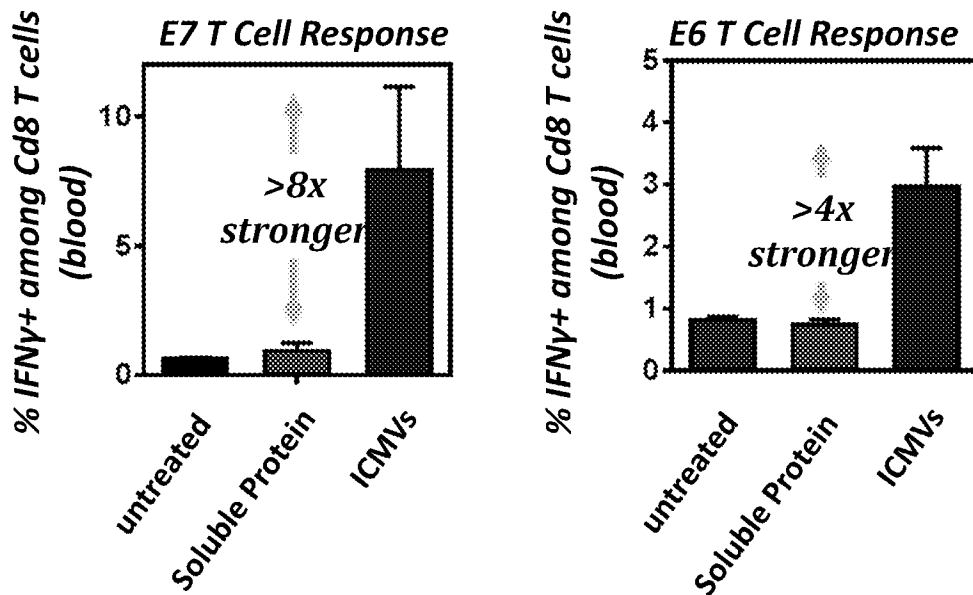 E7 T Cell Response
% IFNγ+ among Cd8 T cells
(blood)
10
5
0
>8x
stronger
untreated
Soluble Protein
ICMVs
E6 T Cell Response
% IFNγ+ among Cd8 T cells
(blood)
5
4
3
2
1
0
>4x
stronger
untreated
Soluble Protein
ICMVs